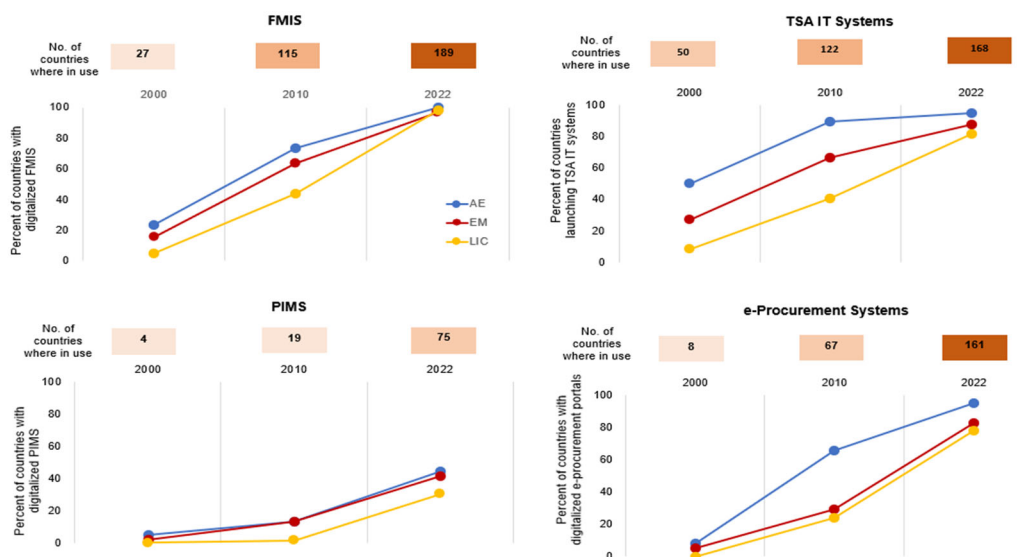 FMIS
No. of
countries
where in use
27
115
189
2000
2010
2022
100
80
60
40
20
0
Percent of countries with
digitalized FMIS
AE
EM
LIC
TSA IT Systems
No. of
countries
where in use
50
122
168
2000
2010
2022
100
80
60
40
20
0
Percent of countries
launching TSA IT systems
PIMS
No. of
countries
where in use
4
19
75
2000
2010
2022
100
80
60
40
20
0
Percent of countries with
digitalized PIMS
e-Procurement Systems
No. of
countries
where in use
8
67
161
2000
2010
2022
100
80
60
40
20
0
Percent of countries with
digitalized e-procurement portals